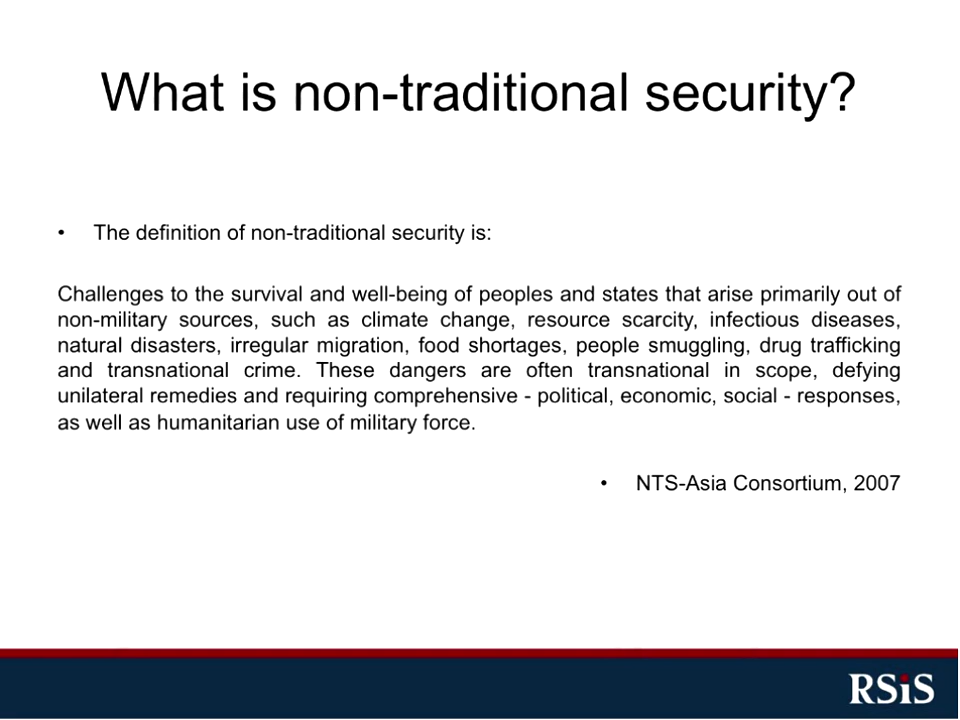 What is non-traditional security?
• The definition of non-traditional security is:
Challenges to the survival and well-being of peoples and states that arise primarily out of
non-military sources, such as climate change, resource scarcity, infectious diseases,
natural disasters, irregular migration, food shortages, people smuggling, drug trafficking
and transnational crime. These dangers are often transnational in scope, defying
unilateral remedies and requiring comprehensive - political, economic, social - responses,
as well as humanitarian use of military force.
• NTS-Asia Consortium, 2007
RSiS